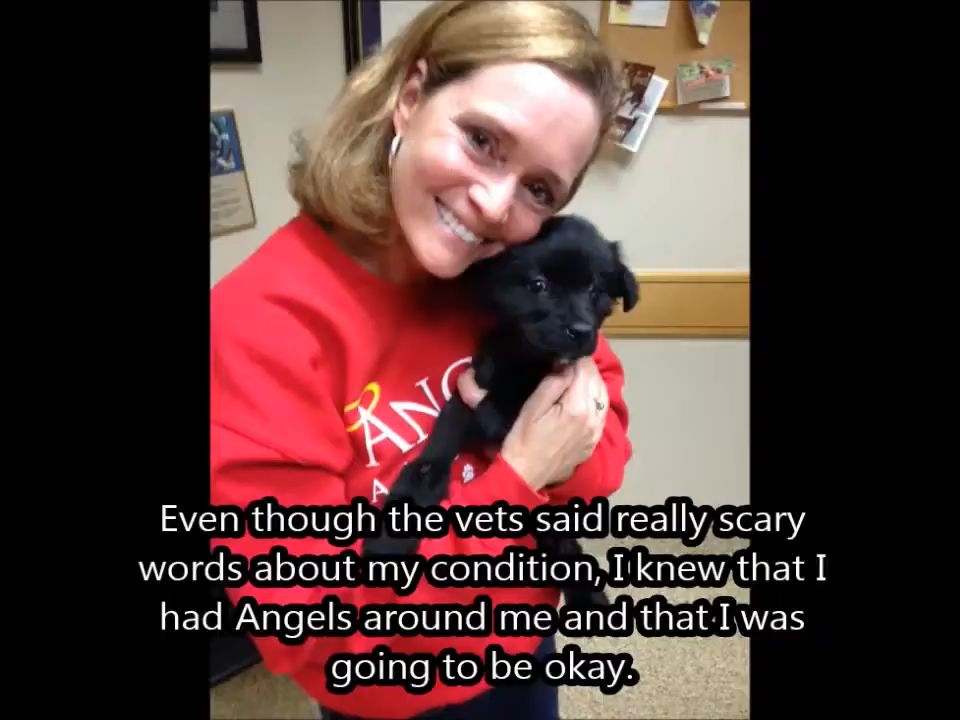 ANG
A
Even though the vets said really scary
words about my condition, I knew that I
had Angels around me and that I was
going to be okay.